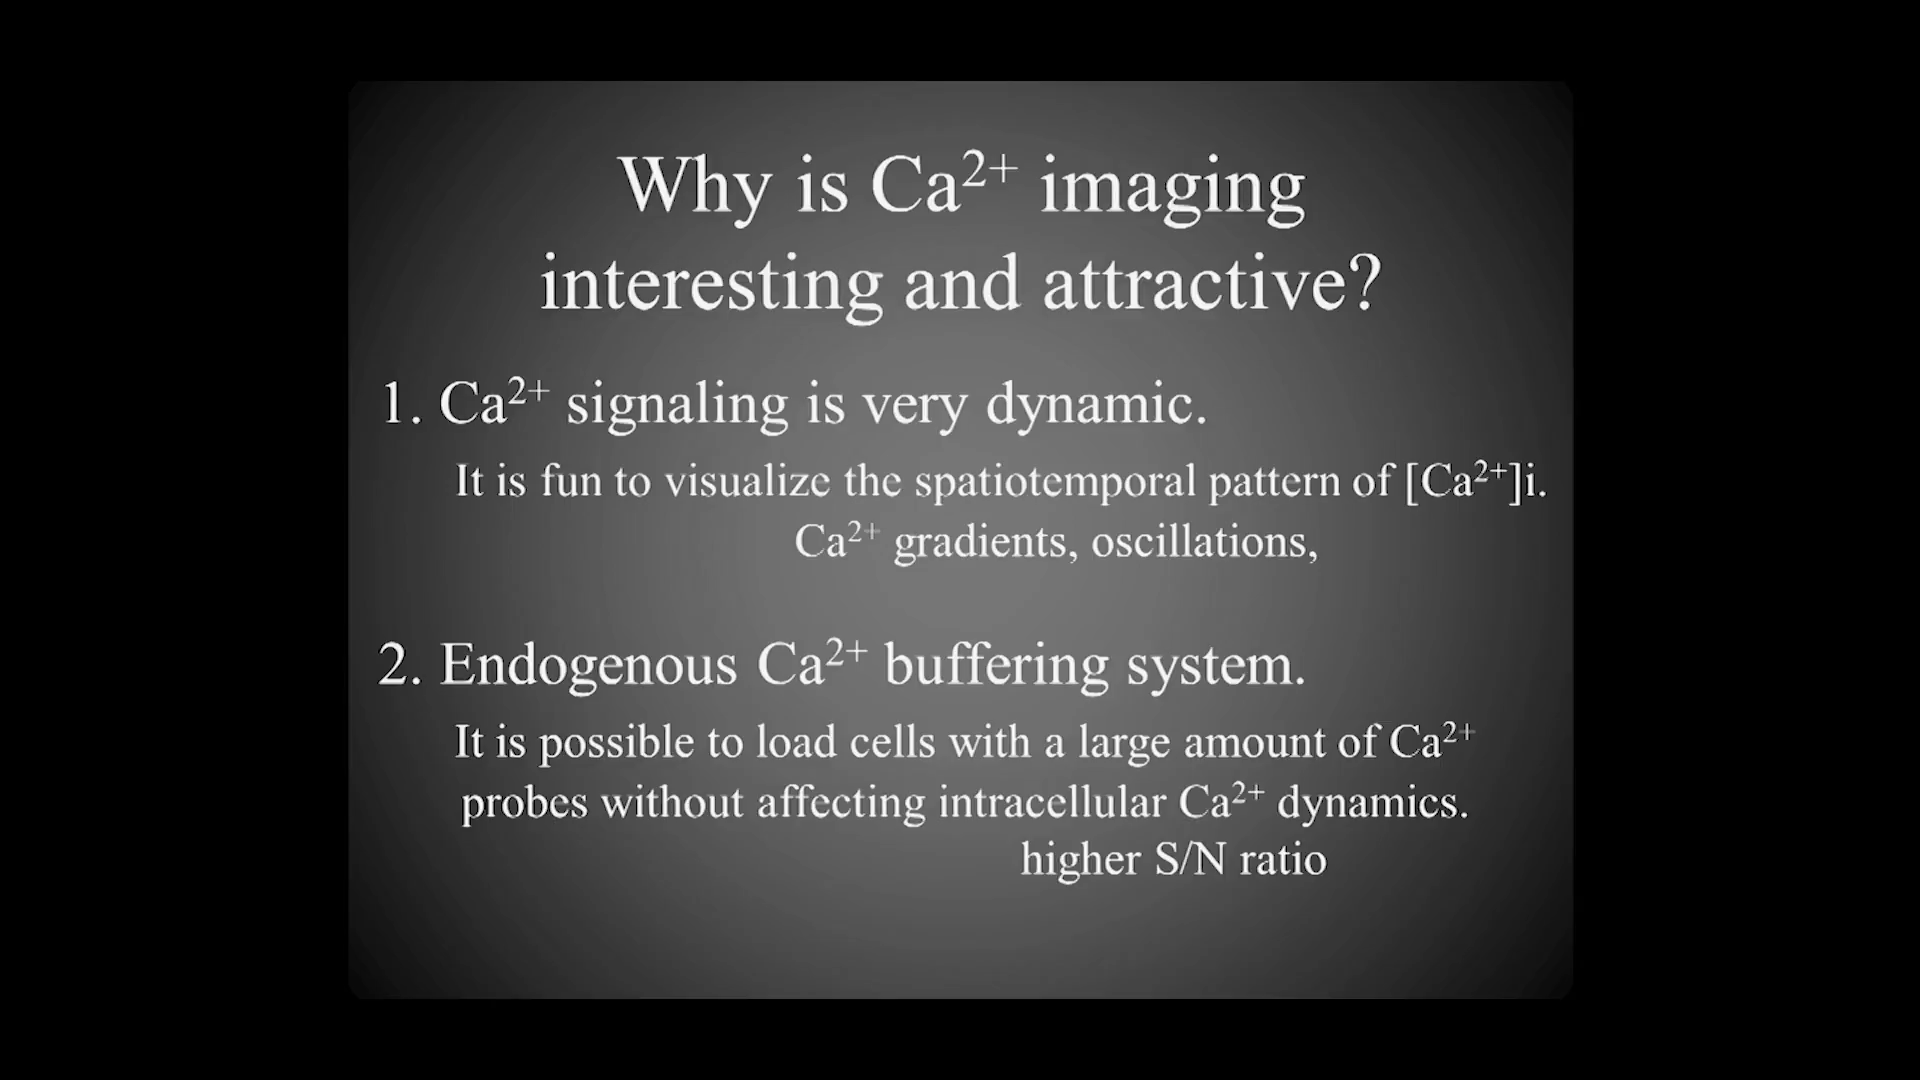 Why is Ca²⁺ imaging
interesting and attractive?
1. Ca²⁺ signaling is very dynamic.
It is fun to visualize the spatiotemporal pattern of [Ca²⁺]i.
Ca²⁺ gradients, oscillations,
2. Endogenous Ca²⁺ buffering system.
It is possible to load cells with a large amount of Ca²⁺
probes without affecting intracellular Ca²⁺ dynamics.
higher S/N ratio